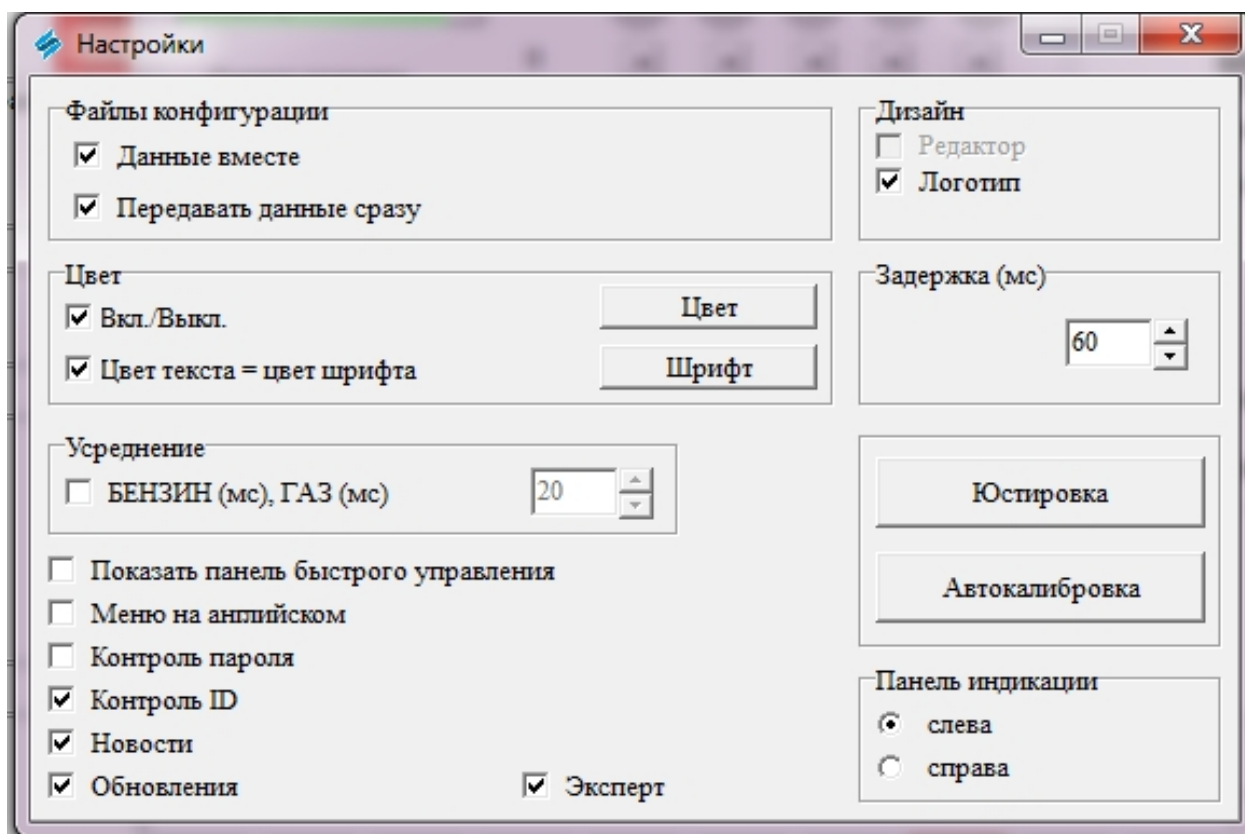 Настройки
Файлы конфигурации
Данные вместе
Передавать данные сразу
Дизайн
Редактор
Логотип
Цвет
Вкл./Выкл.
Цвет
Цвет текста = цвет шрифта
Шрифт
Задержка (мс)
60
Усреднение
БЕНЗИН (мс), ГАЗ (мс)
20
Юстировка
Автокалибровка
Показать панель быстрого управления
Меню на английском
Контроль пароля
Контроль ID
Новости
Обновления
Эксперт
Панель индикации
слева
справа